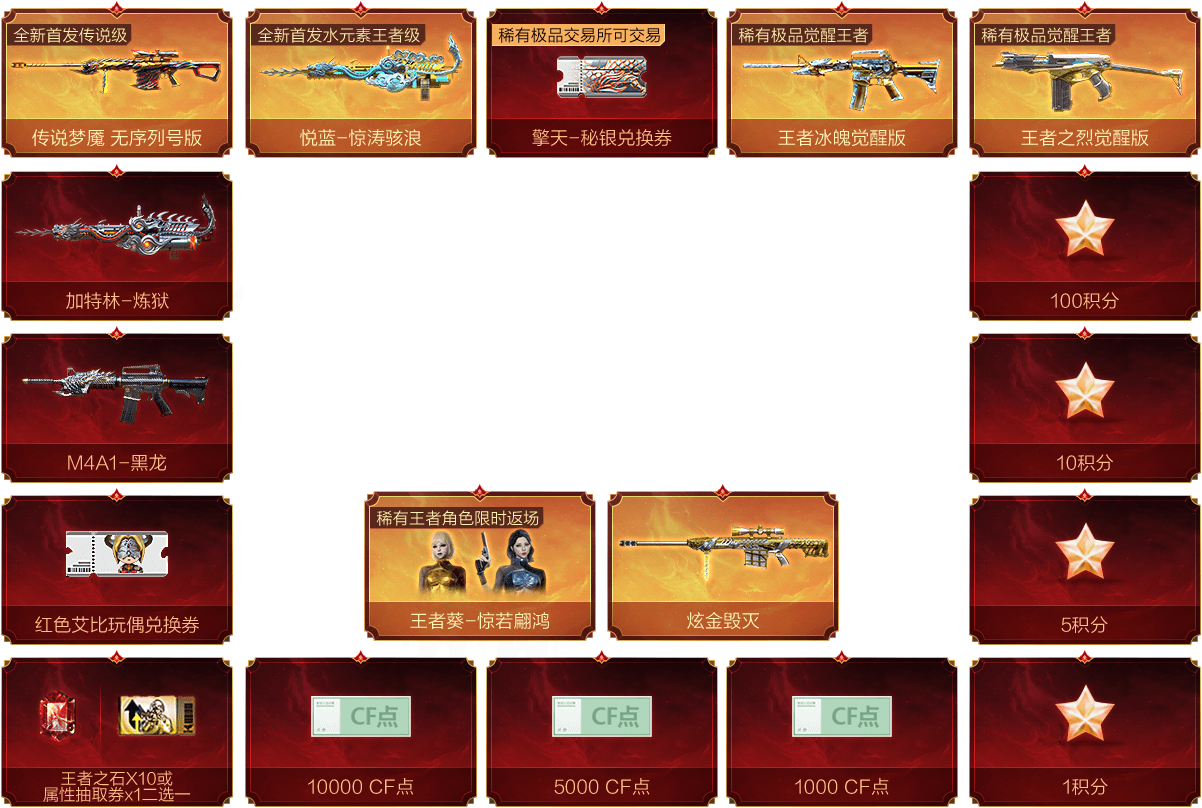 全新首发传说级
传说梦魇 无序列号版
全新首发水元素王者级
悦蓝-惊涛骇浪
稀有极品交易所可交易
擎天-秘银兑换券
稀有极品觉醒王者
王者冰魄觉醒版
稀有极品觉醒王者
王者之烈觉醒版
加特林-炼狱
100积分
M4A1-黑龙
10积分
红色艾比玩偶兑换券
稀有王者角色限时返场
王者葵-惊若翩鸿
炫金毁灭
5积分
王者之石X10或
属性抽取券x1二选一
CF点
10000 CF点
CF点
5000 CF点
CF点
1000 CF点
1积分